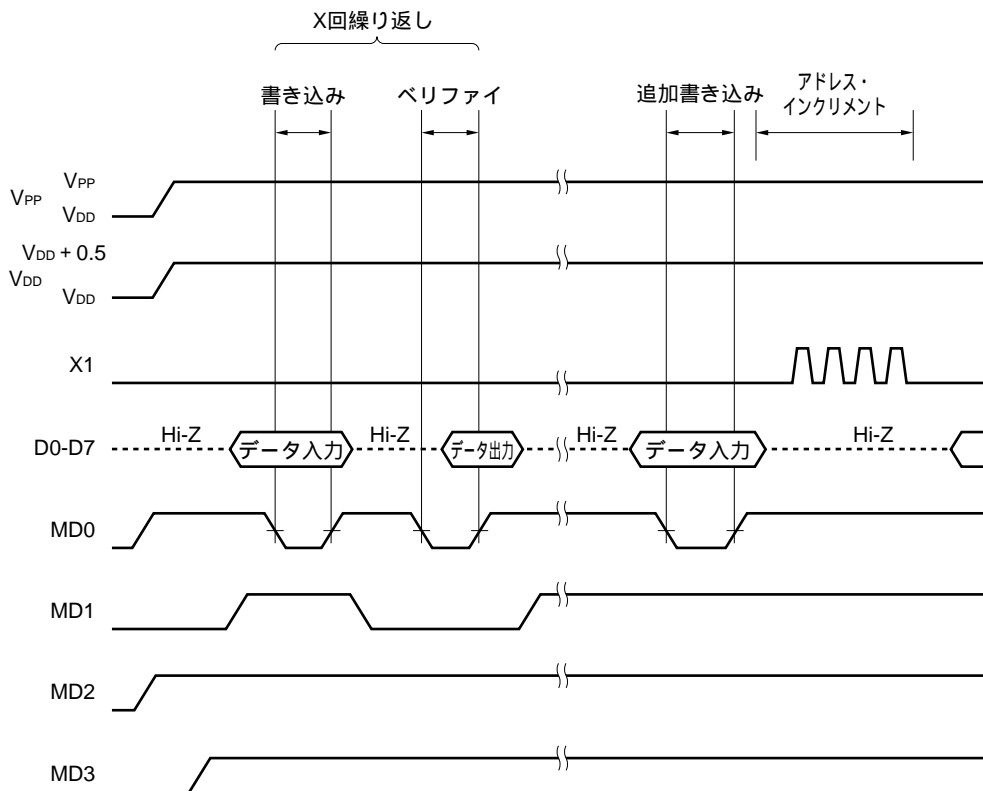 X回繰り返し
書き込み ベリファイ 追加書き込み アドレス・
インクリメント
VPP
VPP
VDD
VDD + 0.5
VDD
VDD
X1
D0-D7 Hi-Z データ入力 Hi-Z データ出力 Hi-Z データ入力 Hi-Z
MD0
MD1
MD2
MD3